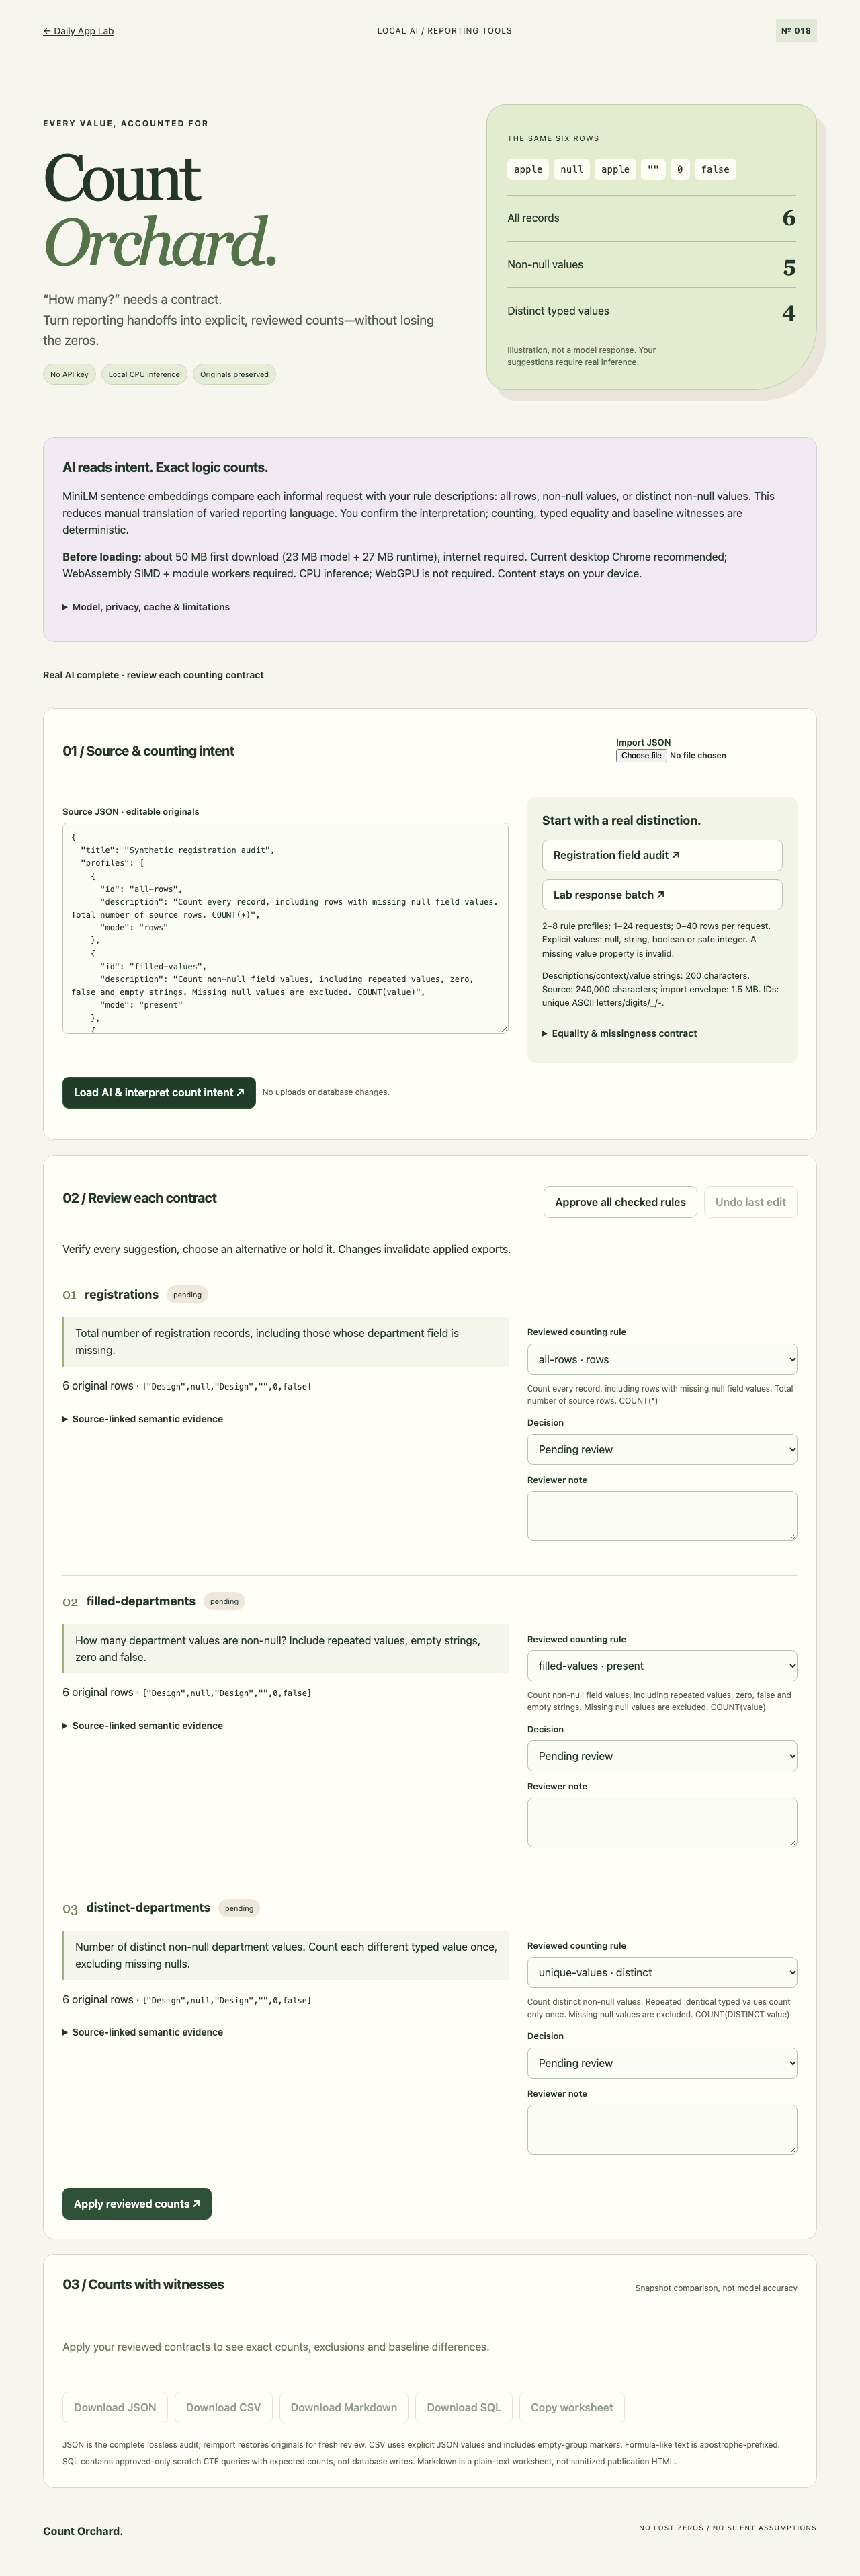 ← Daily App Lab
LOCAL AI / REPORTING TOOLS
Nº 018
EVERY VALUE, ACCOUNTED FOR
Count
Orchard.
“How many?” needs a contract.
Turn reporting handoffs into explicit, reviewed counts—without losing
the zeros.
No API key
Local CPU inference
Originals preserved
THE SAME SIX ROWS
apple null apple "" 0 false
All records 6
Non-null values 5
Distinct typed values 4
Illustration, not a model response. Your
suggestions require real inference.
AI reads intent. Exact logic counts.
MiniLM sentence embeddings compare each informal request with your rule descriptions: all rows, non-null values, or distinct non-null values. This
reduces manual translation of varied reporting language. You confirm the interpretation; counting, typed equality and baseline witnesses are
deterministic.
Before loading: about 50 MB first download (23 MB model + 27 MB runtime), internet required. Current desktop Chrome recommended;
WebAssembly SIMD + module workers required. CPU inference; WebGPU is not required. Content stays on your device.
▶ Model, privacy, cache & limitations
Real AI complete · review each counting contract
01 / Source & counting intent
Import JSON
Choose file No file chosen
Source JSON · editable originals
{
"title": "Synthetic registration audit",
"profiles": [
{
"id": "all-rows",
"description": "Count every record, including rows with missing null field values.
Total number of source rows. COUNT(*)",
"mode": "rows"
},
{
"id": "filled-values",
"description": "Count non-null field values, including repeated values, zero,
false and empty strings. Missing null values are excluded. COUNT(value)",
"mode": "present"
},
{
Start with a real distinction.
Registration field audit ↗
Lab response batch ↗
2–8 rule profiles; 1–24 requests; 0–40 rows per request.
Explicit values: null, string, boolean or safe integer. A
missing value property is invalid.
Descriptions/context/value strings: 200 characters.
Source: 240,000 characters; import envelope: 1.5 MB. IDs:
unique ASCII letters/digits/_/-.
▶ Equality & missingness contract
Load AI & interpret count intent ↗
No uploads or database changes.
02 / Review each contract
Approve all checked rules
Undo last edit
Verify every suggestion, choose an alternative or hold it. Changes invalidate applied exports.
01 registrations pending
Total number of registration records, including those whose department field is
missing.
6 original rows · ["Design",null,"Design","",0,false]
▶ Source-linked semantic evidence
Reviewed counting rule
all-rows · rows
Count every record, including rows with missing null field values. Total
number of source rows. COUNT(*)
Decision
Pending review
Reviewer note
02 filled-departments pending
How many department values are non-null? Include repeated values, empty strings,
zero and false.
6 original rows · ["Design",null,"Design","",0,false]
▶ Source-linked semantic evidence
Reviewed counting rule
filled-values · present
Count non-null field values, including repeated values, zero, false and
empty strings. Missing null values are excluded. COUNT(value)
Decision
Pending review
Reviewer note
03 distinct-departments pending
Number of distinct non-null department values. Count each different typed value once,
excluding missing nulls.
6 original rows · ["Design",null,"Design","",0,false]
▶ Source-linked semantic evidence
Reviewed counting rule
unique-values · distinct
Count distinct non-null values. Repeated identical typed values count
only once. Missing null values are excluded. COUNT(DISTINCT value)
Decision
Pending review
Reviewer note
Apply reviewed counts ↗
03 / Counts with witnesses
Snapshot comparison, not model accuracy
Apply your reviewed contracts to see exact counts, exclusions and baseline differences.
Download JSON
Download CSV
Download Markdown
Download SQL
Copy worksheet
JSON is the complete lossless audit; reimport restores originals for fresh review. CSV uses explicit JSON values and includes empty-group markers. Formula-like text is apostrophe-prefixed.
SQL contains approved-only scratch CTE queries with expected counts, not database writes. Markdown is a plain-text worksheet, not sanitized publication HTML.
Count Orchard.
NO LOST ZEROS / NO SILENT ASSUMPTIONS